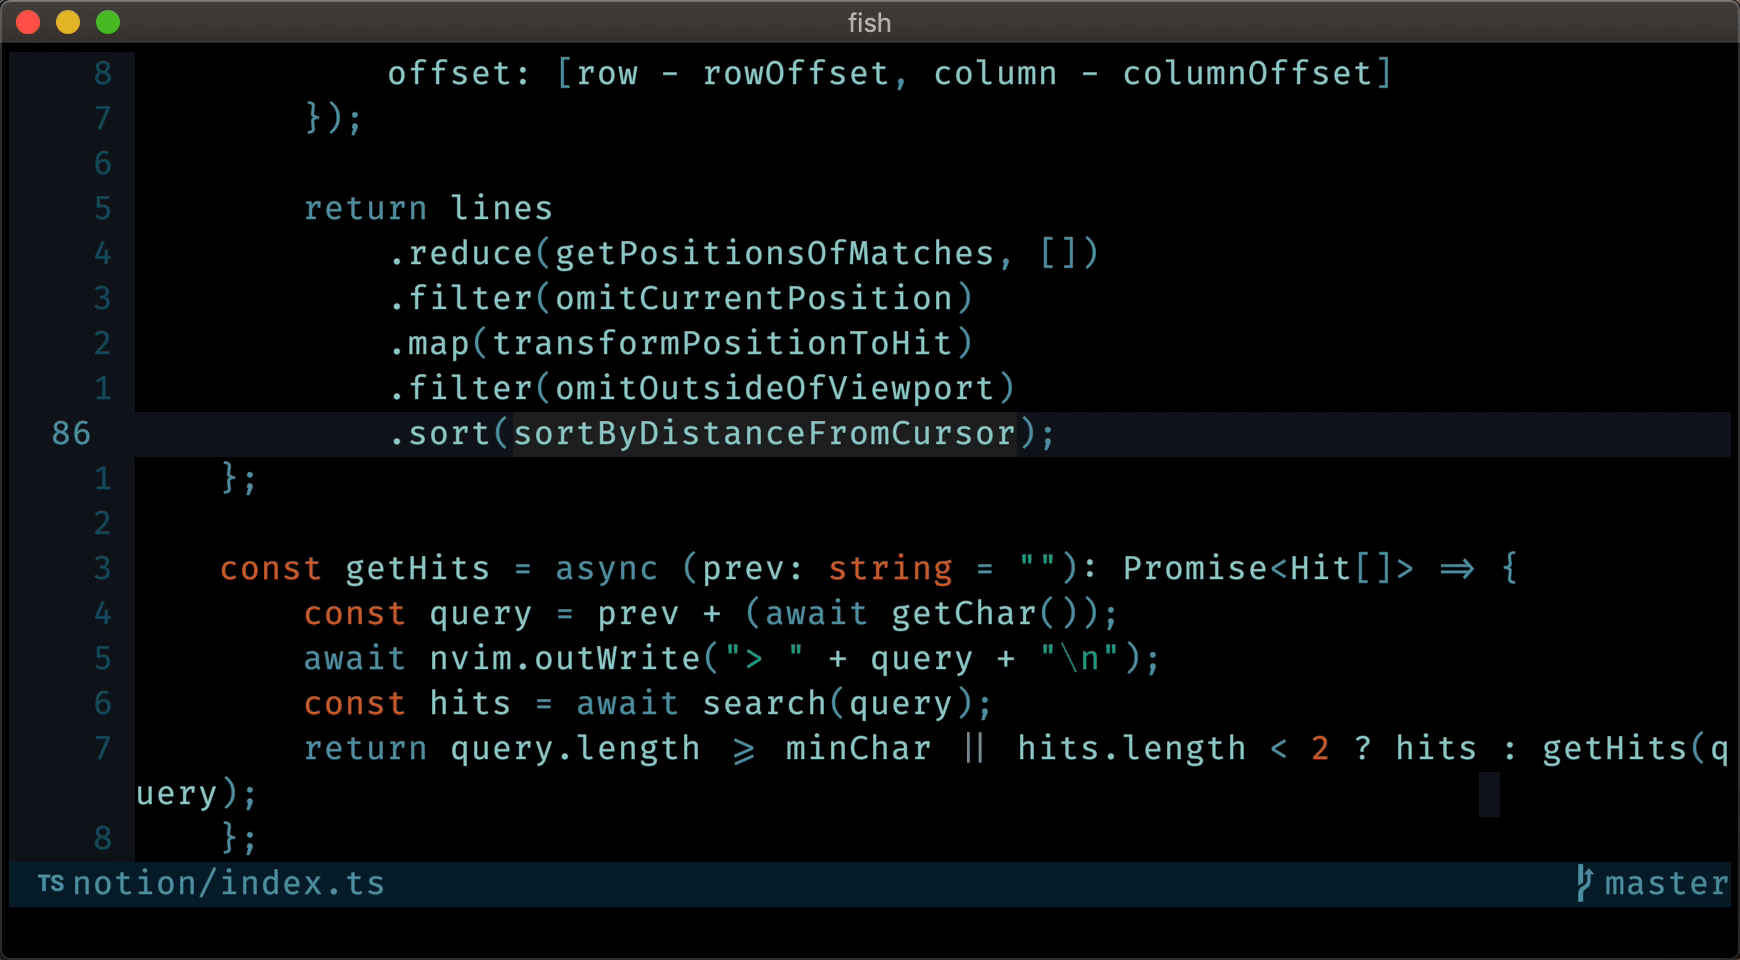 fish
8 offset: [row - rowOffset, column - columnOffset]
7 });
6
5 return lines
4 .reduce(getPositionsOfMatches, [])
3 .filter(omitCurrentPosition)
2 .map(transformPositionToHit)
1 .filter(omitOutsideOfViewport)
86 .sort(sortByDistanceFromCursor);
1 };
2
3 const getHits = async (prev: string = ""): Promise<Hit[]> => {
4 const query = prev + (await getChar());
5 await nvim.outWrite("> " + query + "\n");
6 const hits = await search(query);
7 return query.length >= minChar || hits.length < 2 ? hits : getHits(q
uery);
8 };
TS notion/index.ts master